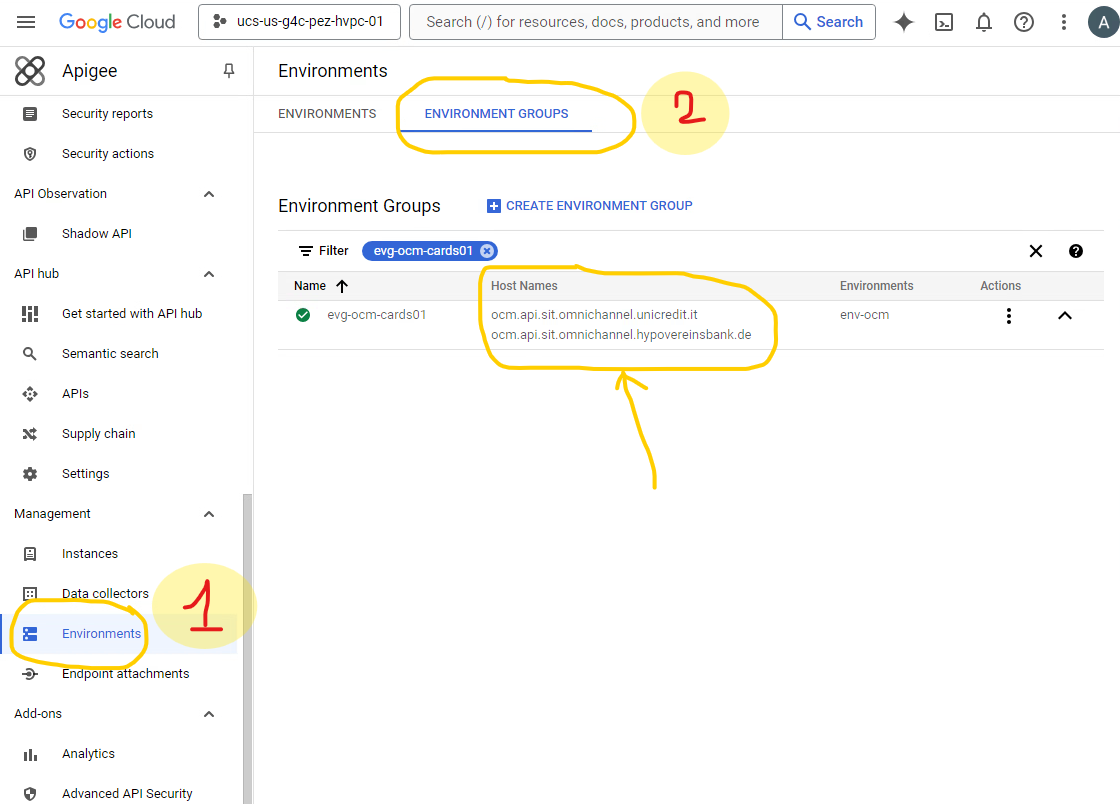 Google Cloud
ucs-us-g4c-pez-hvpc-01
Search (/) for resources, docs, products, and more
Search
A
Apigee
Security reports
Security actions
API Observation
Shadow API
API hub
Get started with API hub
Semantic search
APIs
Supply chain
Settings
Management
Instances
Data collectors
1
Environments
Endpoint attachments
Add-ons
Analytics
Advanced API Security
Environments
ENVIRONMENTS
ENVIRONMENT GROUPS
2
Environment Groups
CREATE ENVIRONMENT GROUP
Filter
evg-ocm-cards01
Name
Host Names
Environments
Actions
evg-ocm-cards01
ocm.api.sit.omnichannel.unicredit.it
ocm.api.sit.omnichannel.hypovereinsbank.de
env-ocm